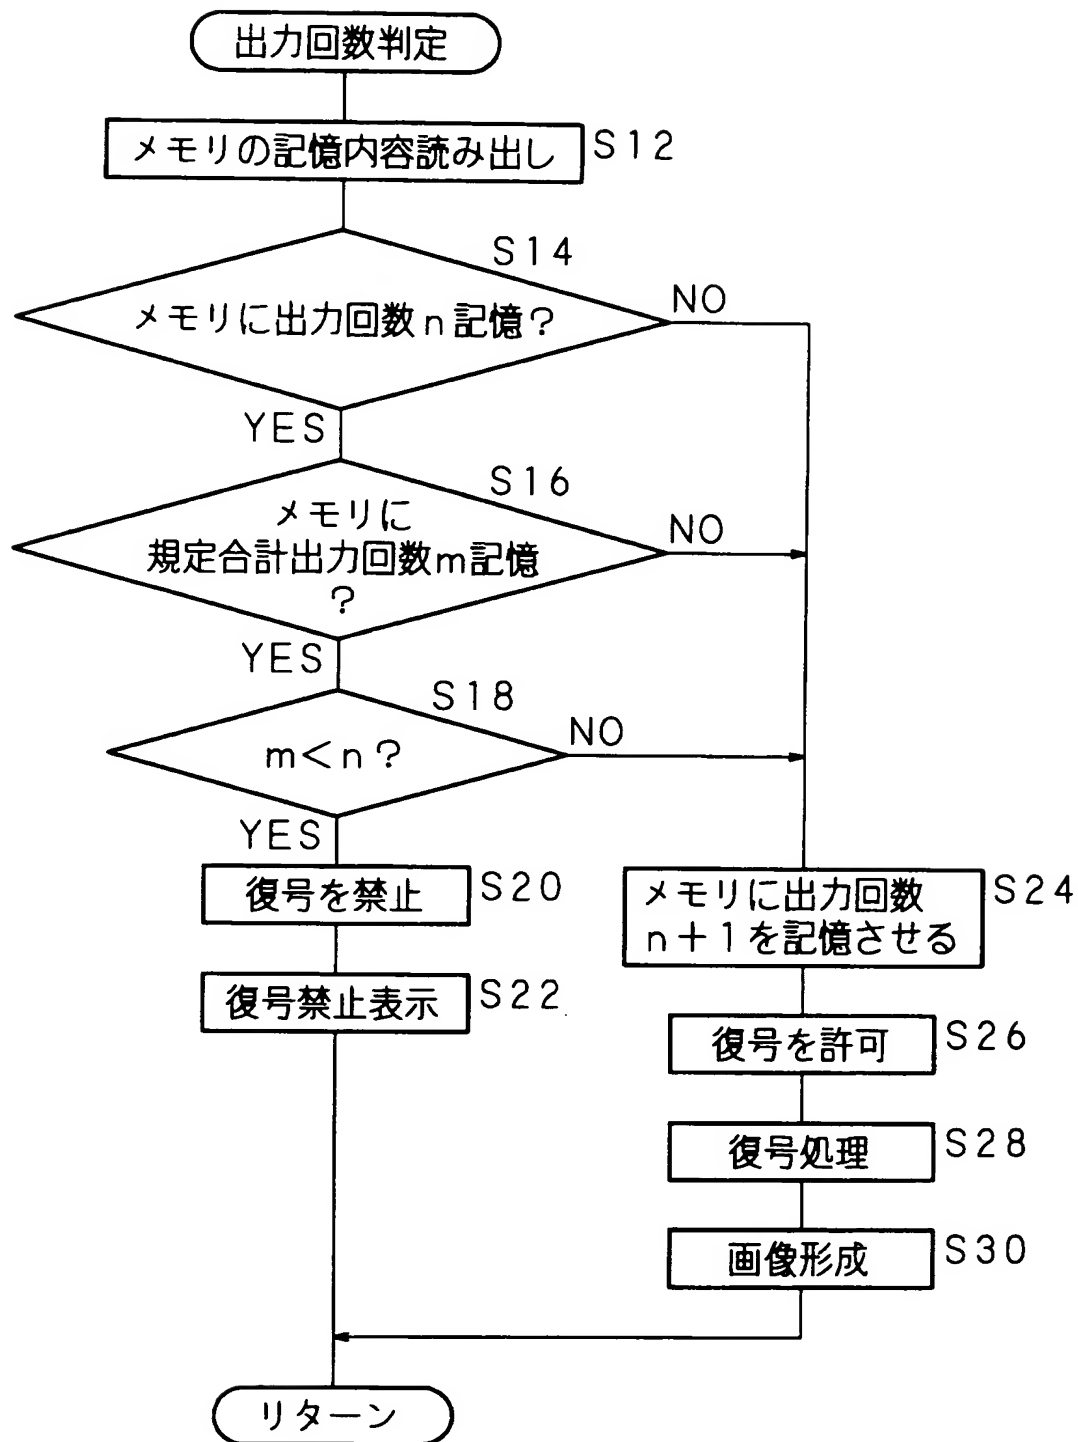 出力回数判定
メモリの記憶内容読み出し
S12
S14
メモリに出力回数n記憶？
NO
YES
S16
メモリに
規定合計出力回数m記憶
？
NO
YES
S18
m＜n？
NO
YES
復号を禁止
S20
復号禁止表示
S22
メモリに出力回数
n＋1を記憶させる
S24
復号を許可
S26
復号処理
S28
画像形成
S30
リターン